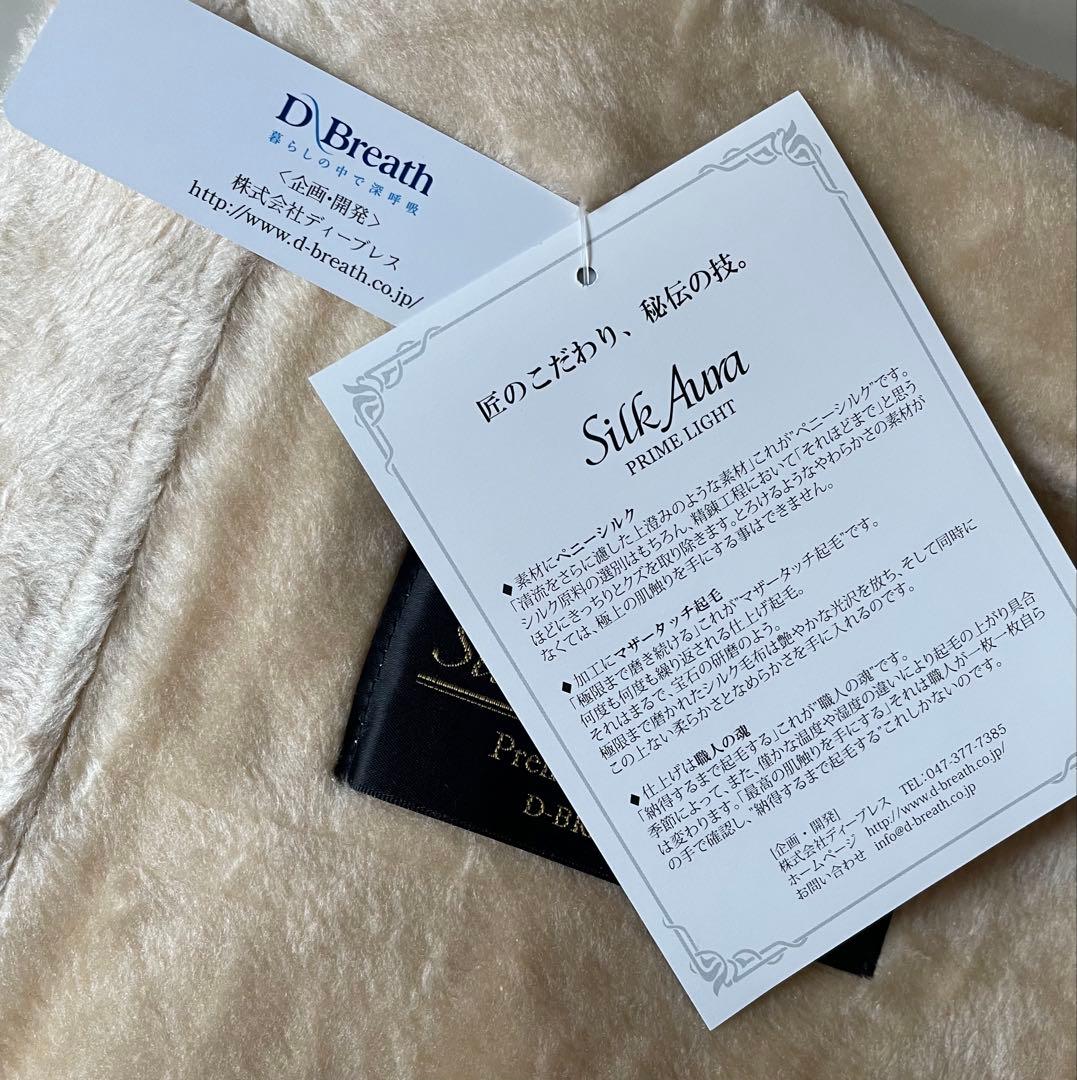 D Breath
暮らしの中で深呼吸
＜企画・開発＞
株式会社ディーブレス
http://www.d-breath.co.jp/
匠のこだわり、秘伝の技。
Silk Aura
PRIME LIGHT
◆ 素材にペニーシルク
「清流をさらに濾した上澄みのような素材」これが"ペニーシルク"です。
シルク原料の選別はもちろん、精錬工程において「それほどまで」と思う
ほどにきっちりとクズを取り除きます。とろけるようなやわらかさの素材が
なくては、極上の肌触りを手にする事はできません。
◆ 加工にマザータッチ起毛
「極限まで磨き続ける」これが"マザータッチ起毛"です。
何度も何度も繰り返される仕上げ起毛。
それはまるで、宝石の研磨のよう。
極限まで磨かれたシルク毛布は艶やかな光沢を放ち、そして同時に
この上ない柔らかさとなめらかさを手に入れるのです。
◆ 仕上げは職人の魂
「納得するまで起毛する」これが"職人の魂"です。
季節によって、また、僅かな温度や湿度の違いにより起毛の上がり具合
は変わります。「最高の肌触りを手にする」それは職人が一枚一枚自ら
の手で確認し、"納得するまで起毛する"これしかないのです。
[企画・開発]
株式会社ディーブレス TEL:047-377-7385
ホームページ http://www.d-breath.co.jp/
お問い合わせ info@d-breath.co.jp